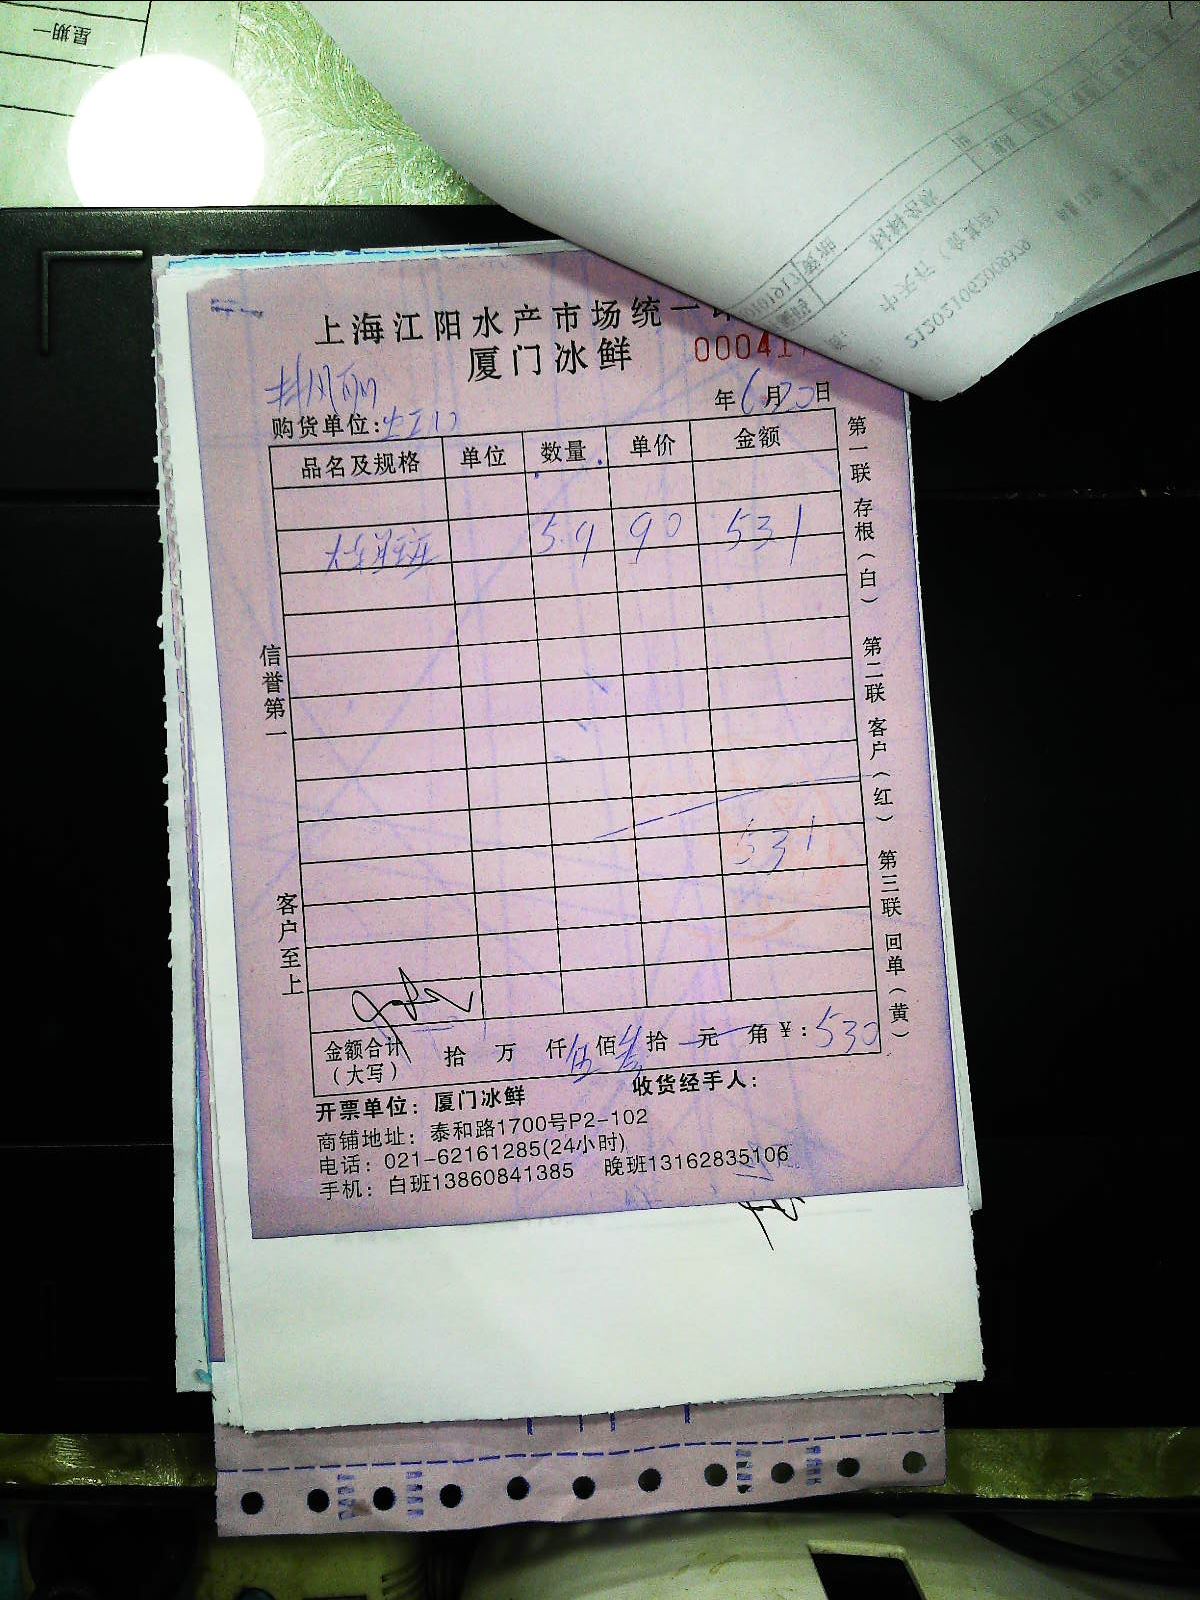 星期一
上海江阳水产市场统一
厦门冰鲜
00041
年6月20日
购货单位:
品名及规格 单位 数量 单价 金额
5.9 90 531
531
金额合计（大写） 拾 万 仟伍佰叁拾 元 角 ¥:530
开票单位：厦门冰鲜 收货经手人：
商铺地址：泰和路1700号P2-102
电话：021-62161285(24小时)
手机：白班13860841385 晚班13162835106
信誉第一
客户至上
第一联 存根（白） 第二联 客户（红） 第三联 回单（黄）